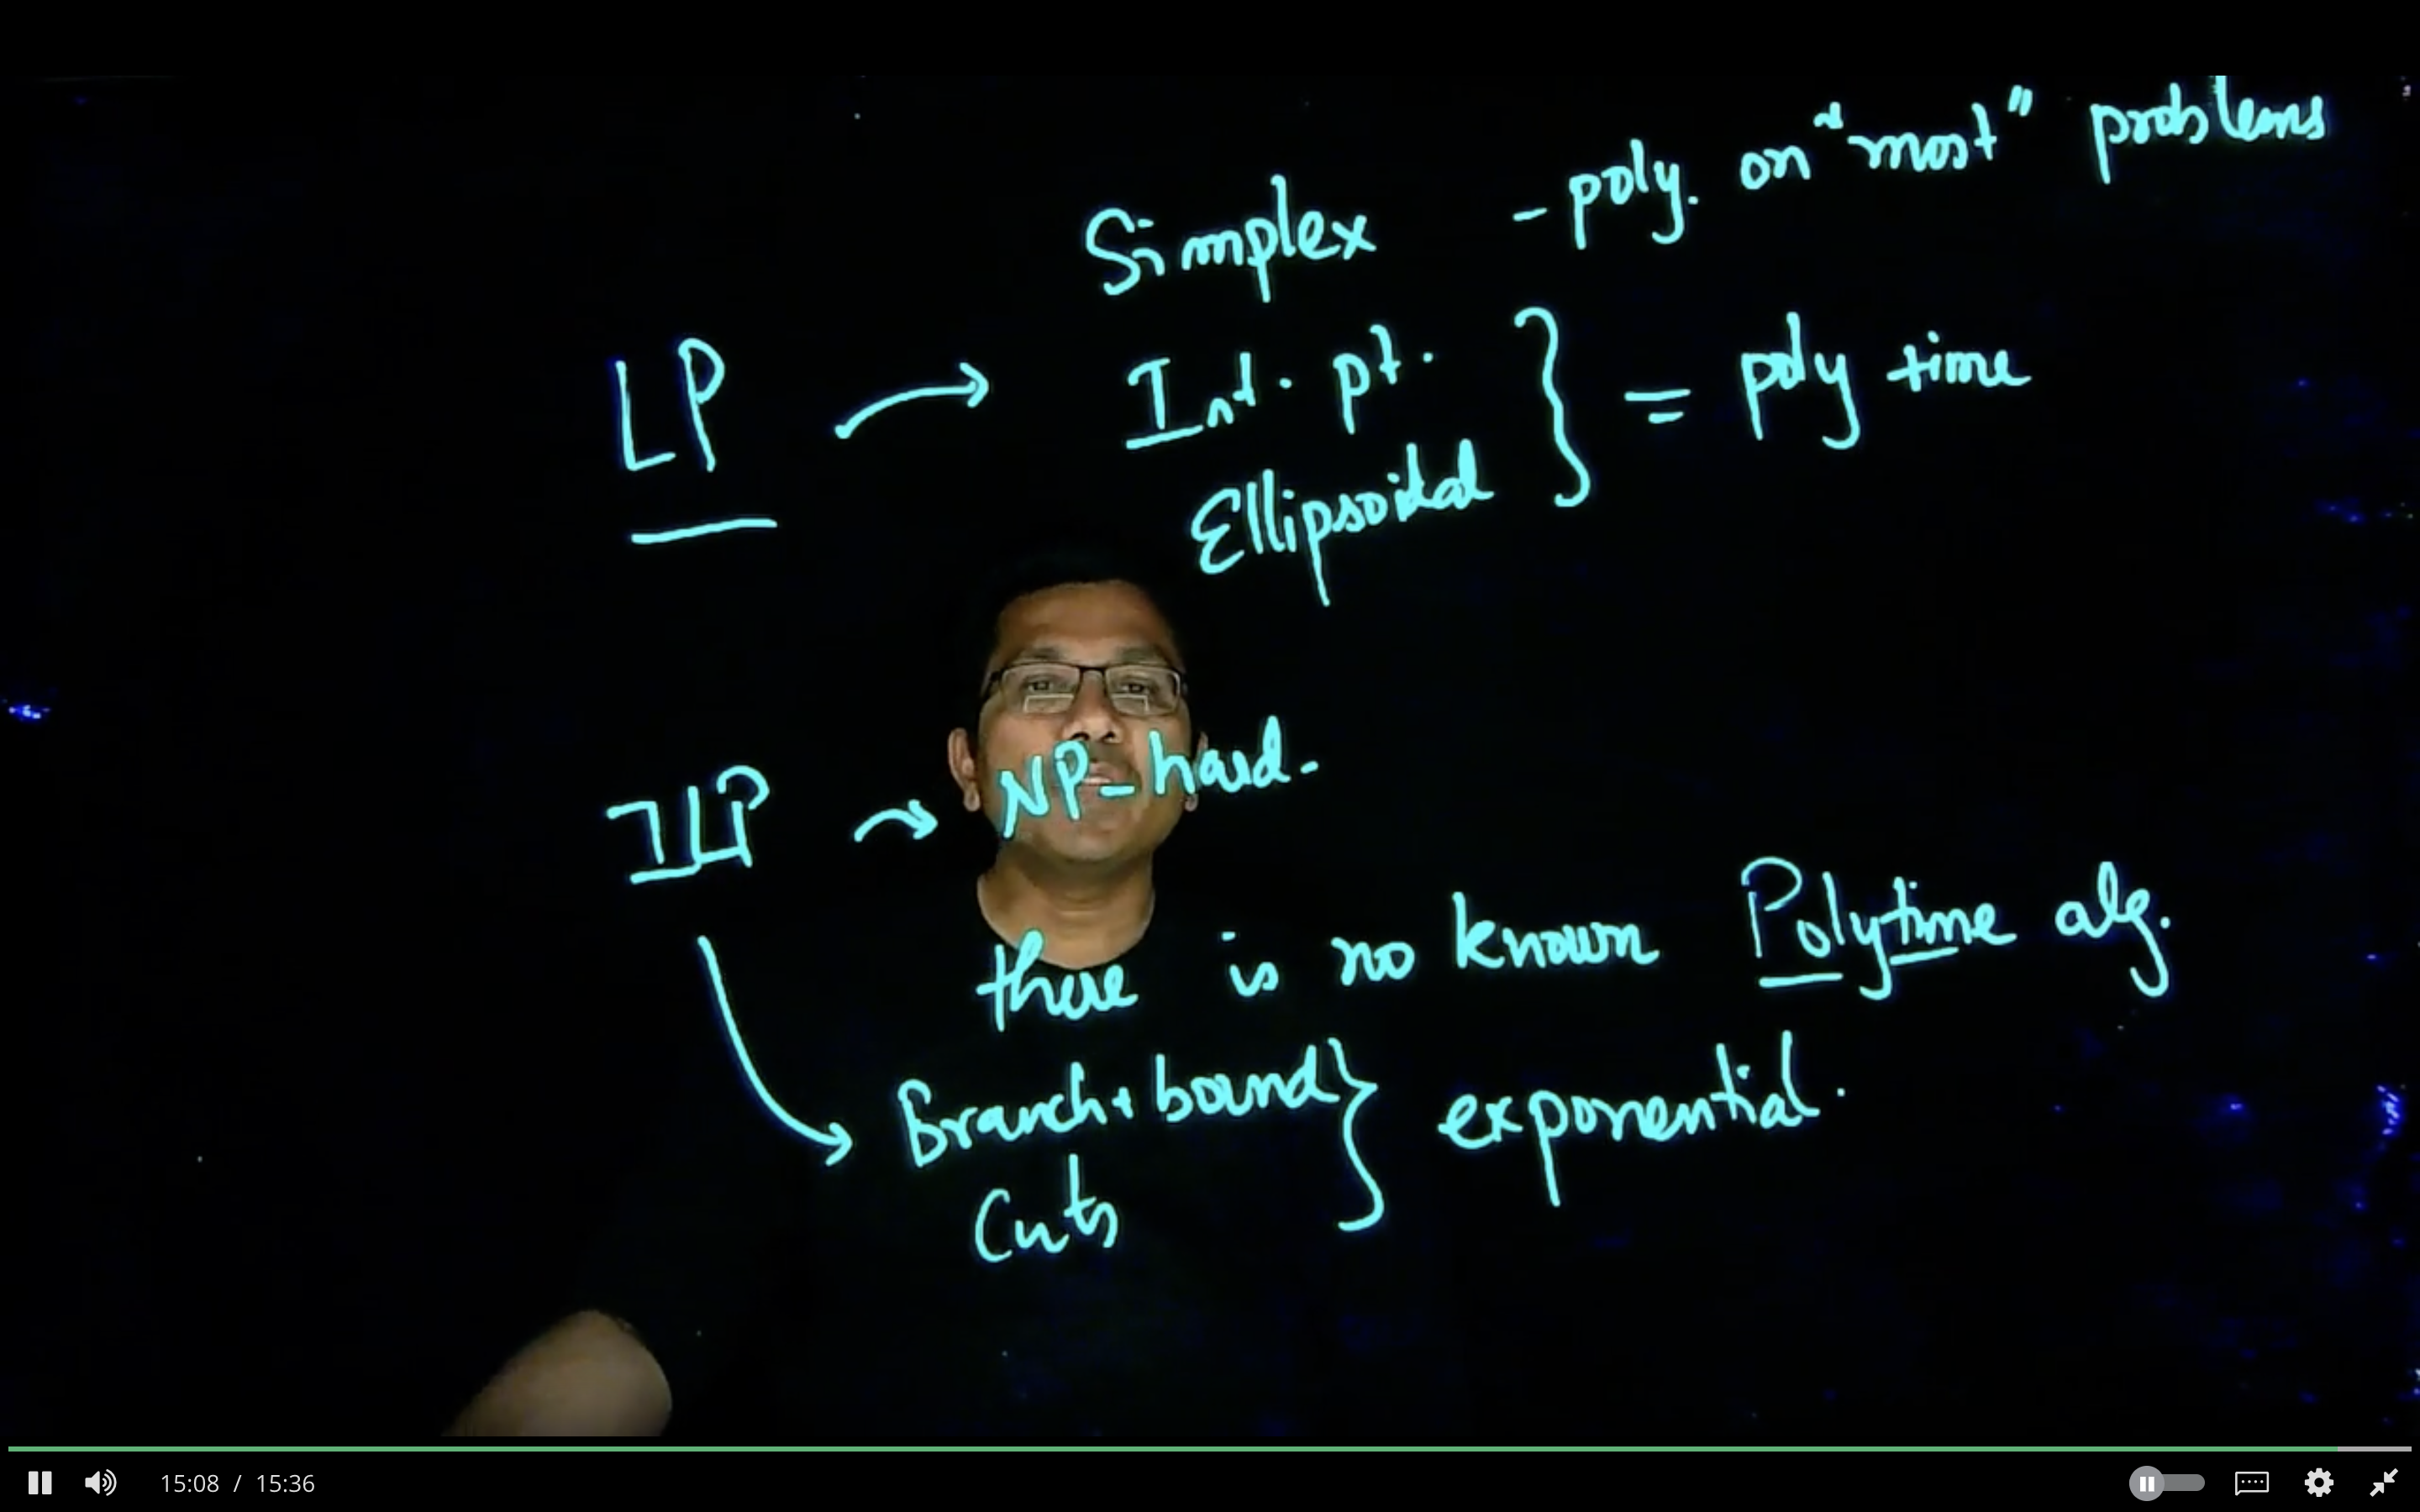 Simplex - poly. on "most" problems
LP → Int. pt. } = poly time
Ellipsoidal
ILP → NP-hard.
there is no known Polytime alg.
Branch + bound } exponential.
Cuts
15:08 / 15:36